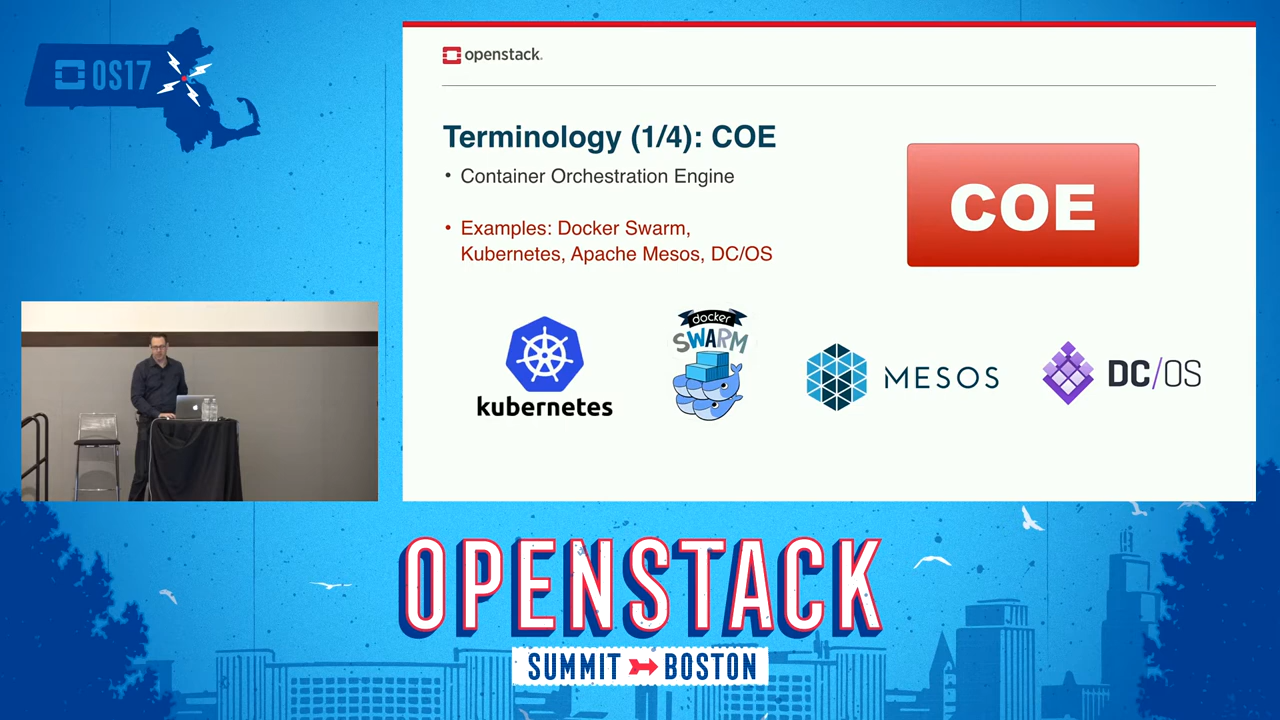 OS17
openstack.
Terminology (1/4): COE
• Container Orchestration Engine
• Examples: Docker Swarm,
Kubernetes, Apache Mesos, DC/OS
COE
kubernetes
docker
SWARM
MESOS
DC/OS
OPENSTACK
SUMMIT BOSTON